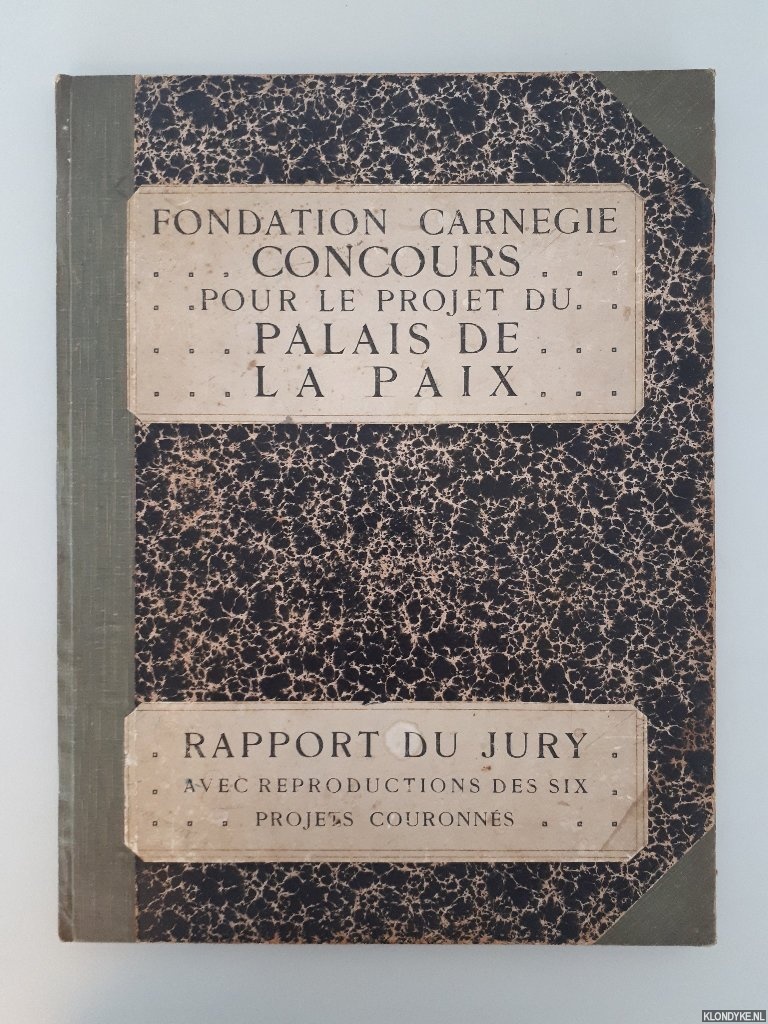 FONDATION CARNEGIE
CONCOURS
POUR LE PROJET DU
PALAIS DE
LA PAIX
RAPPORT DU JURY
AVEC REPRODUCTIONS DES SIX
PROJETS COURONNÉS
KLONDYKE.NL